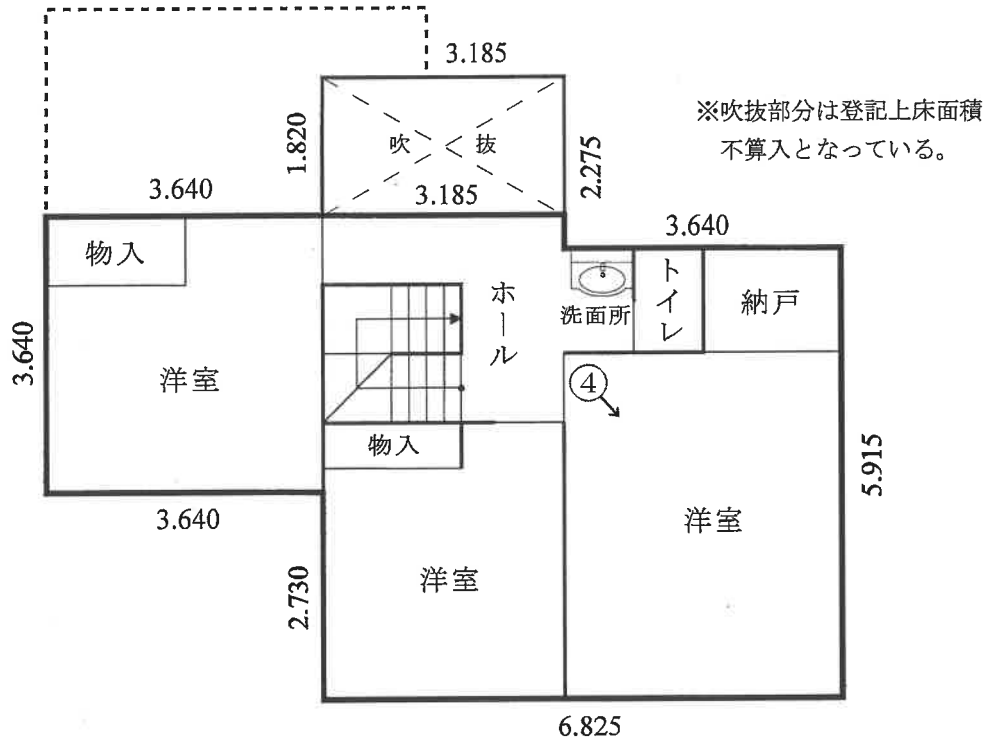 3.185
※吹抜部分は登記上床面積
不算入となっている。
1.820
吹 抜
2.275
3.640
3.185
3.640
物入
ホール
洗面所
トイレ
納戸
3.640
洋室
④
物入
5.915
3.640
洋室
洋室
2.730
6.825